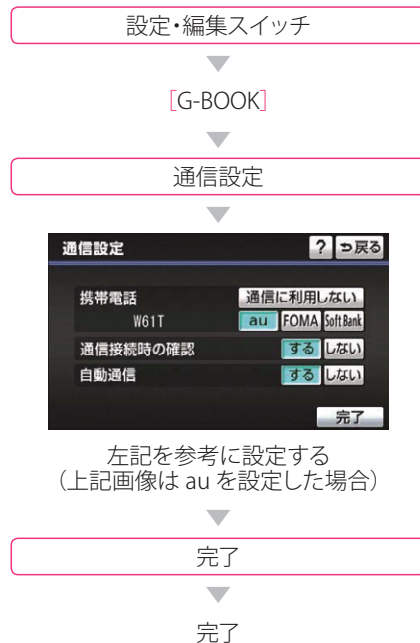 設定・編集スイッチ
[G-BOOK]
通信設定
通信設定 ? 戻る
携帯電話 通信に利用しない
W61T au FOMA SoftBank
通信接続時の確認 する しない
自動通信 する しない
完了
左記を参考に設定する
（上記画像は au を設定した場合）
完了
完了